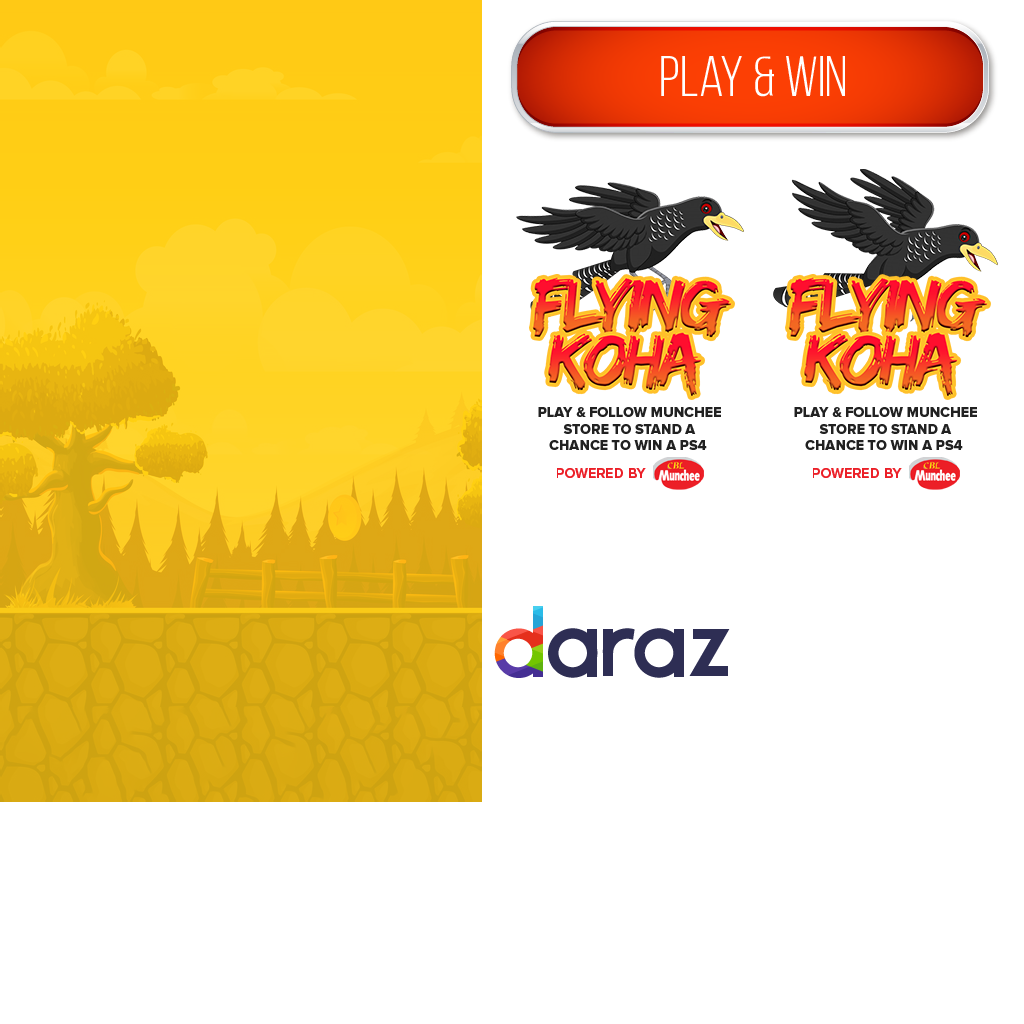 PLAY & WIN
FLYING
KOHA
PLAY & FOLLOW MUNCHEE
STORE TO STAND A
CHANCE TO WIN A PS4
POWERED BY CBL Munchee
FLYING
KOHA
PLAY & FOLLOW MUNCHEE
STORE TO STAND A
CHANCE TO WIN A PS4
POWERED BY CBL Munchee
daraz